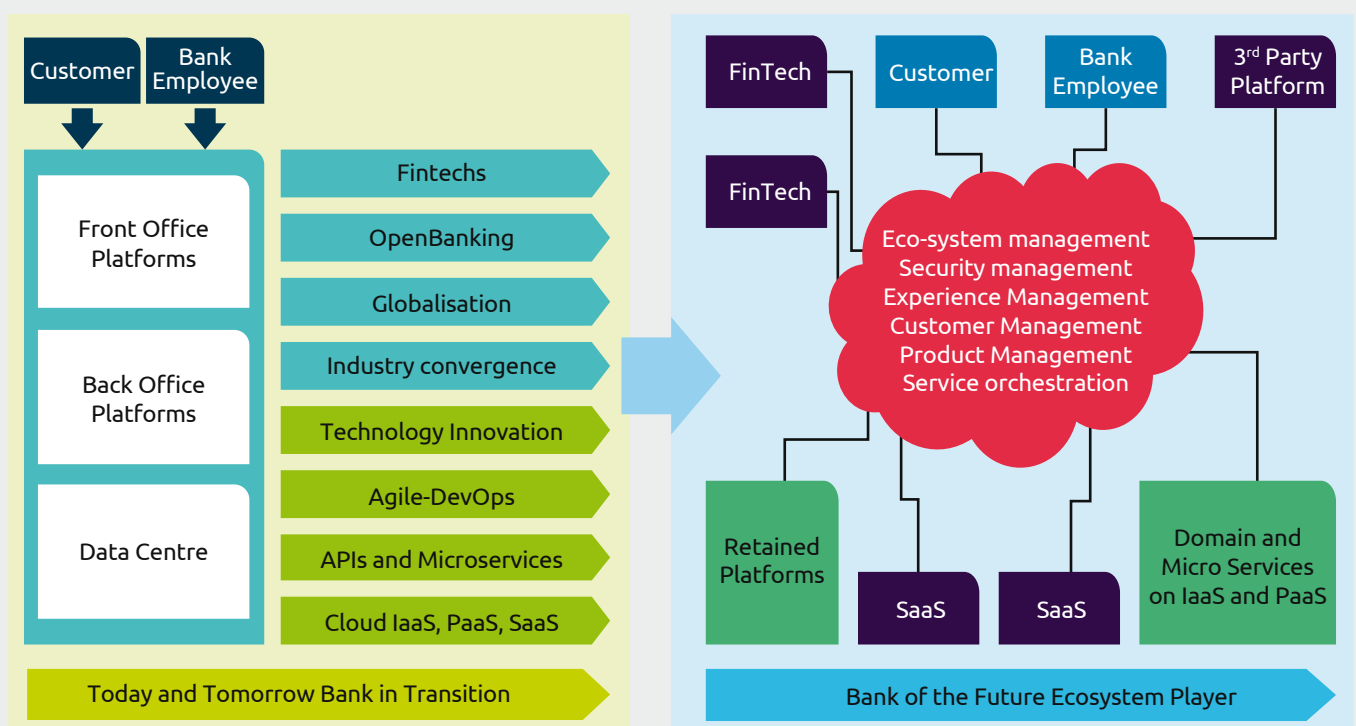 Customer
Bank
Employee
Front Office
Platforms
Back Office
Platforms
Data Centre
Fintechs
OpenBanking
Globalisation
Industry convergence
Technology Innovation
Agile-DevOps
APIs and Microservices
Cloud IaaS, PaaS, SaaS
Today and Tomorrow Bank in Transition
FinTech
Customer
Bank
Employee
3rd Party
Platform
FinTech
Eco-system management
Security management
Experience Management
Customer Management
Product Management
Service orchestration
Retained
Platforms
SaaS
SaaS
Domain and
Micro Services
on IaaS and PaaS
Bank of the Future Ecosystem Player